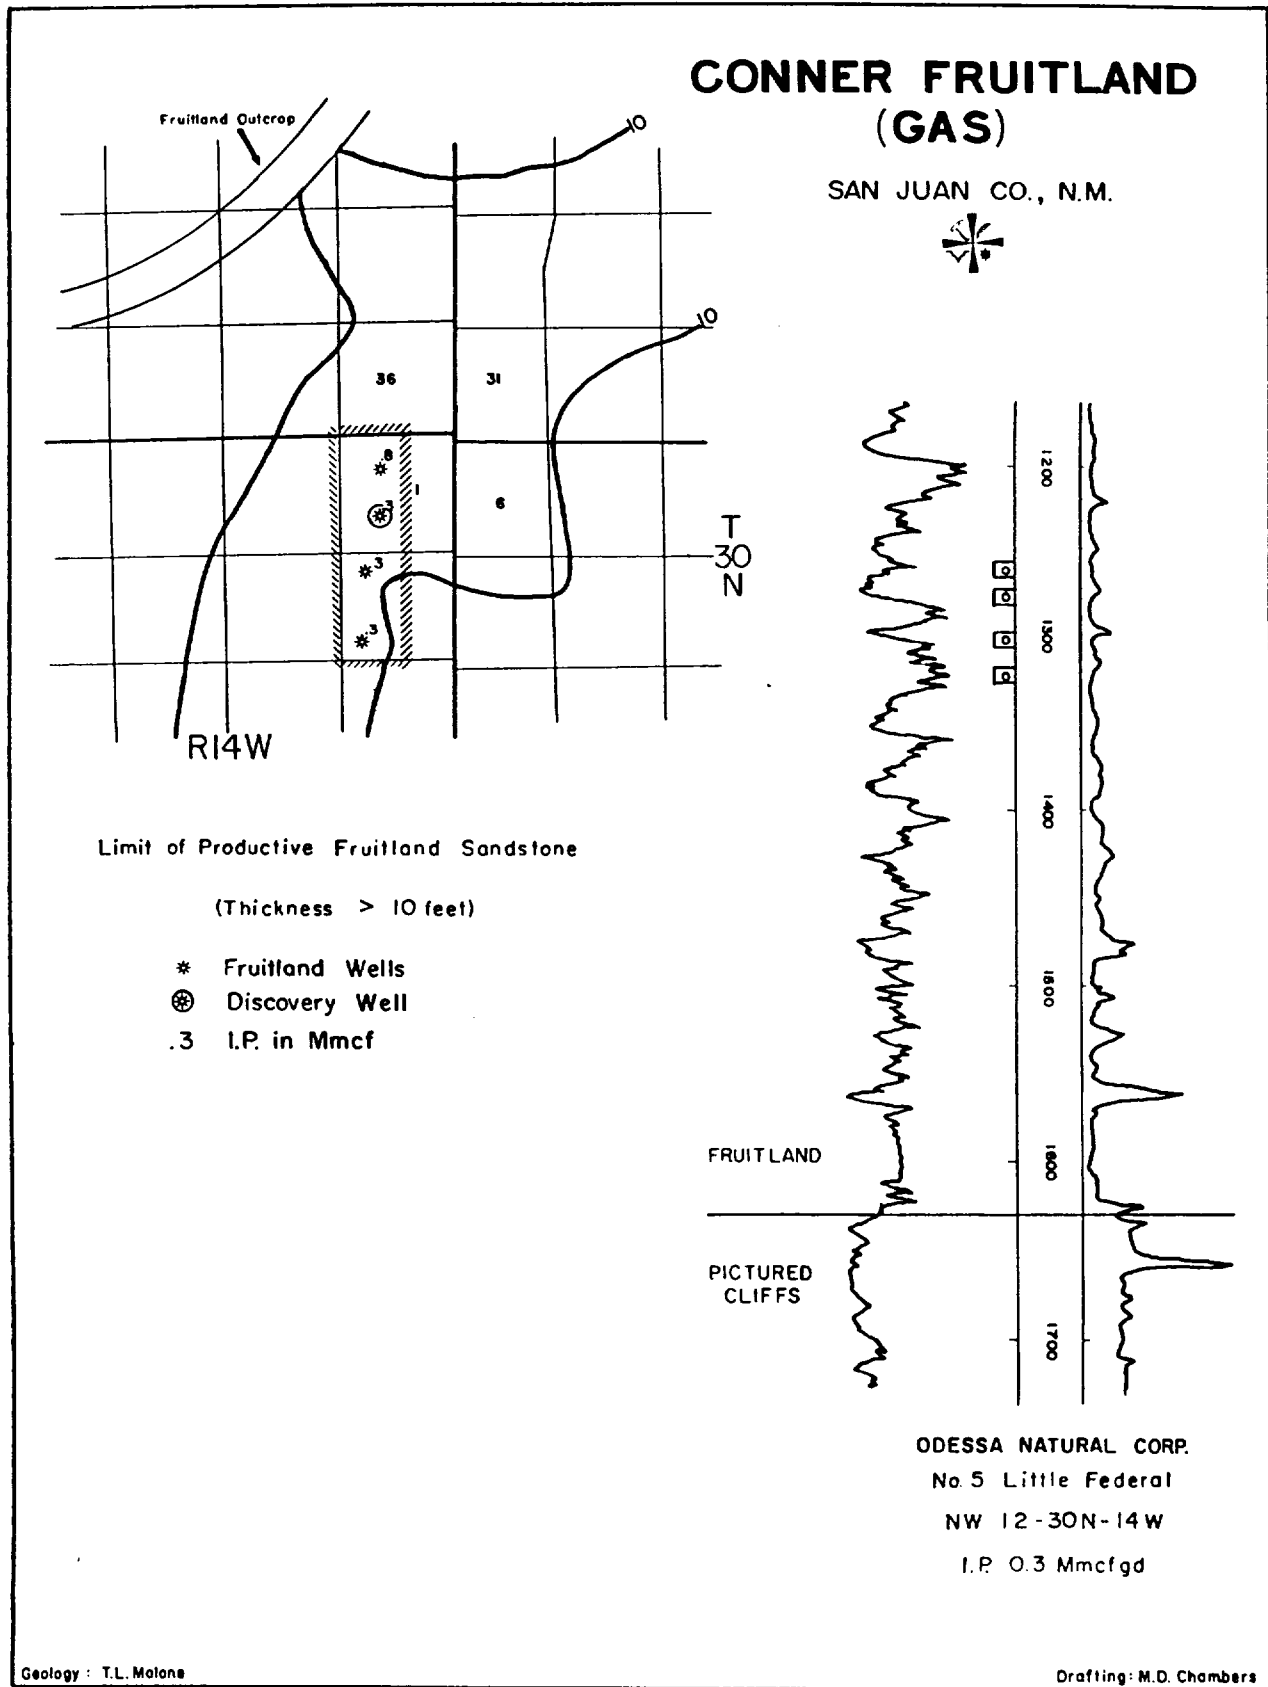 CONNER FRUITLAND
(GAS)
SAN JUAN CO., N.M.
Fruitland Outcrop
10
10
36
31
.8
.3
1
6
.3
.3
T
30
N
R14W
Limit of Productive Fruitland Sandstone
(Thickness > 10 feet)
Fruitland Wells
Discovery Well
.3 I.P. in Mmcf
1200
1300
1400
1500
1600
1700
FRUITLAND
PICTURED
CLIFFS
ODESSA NATURAL CORP.
No. 5 Little Federal
NW 12-30N-14W
I.P. 0.3 Mmcfgd
Geology : T.L. Malone
Drafting: M.D. Chambers